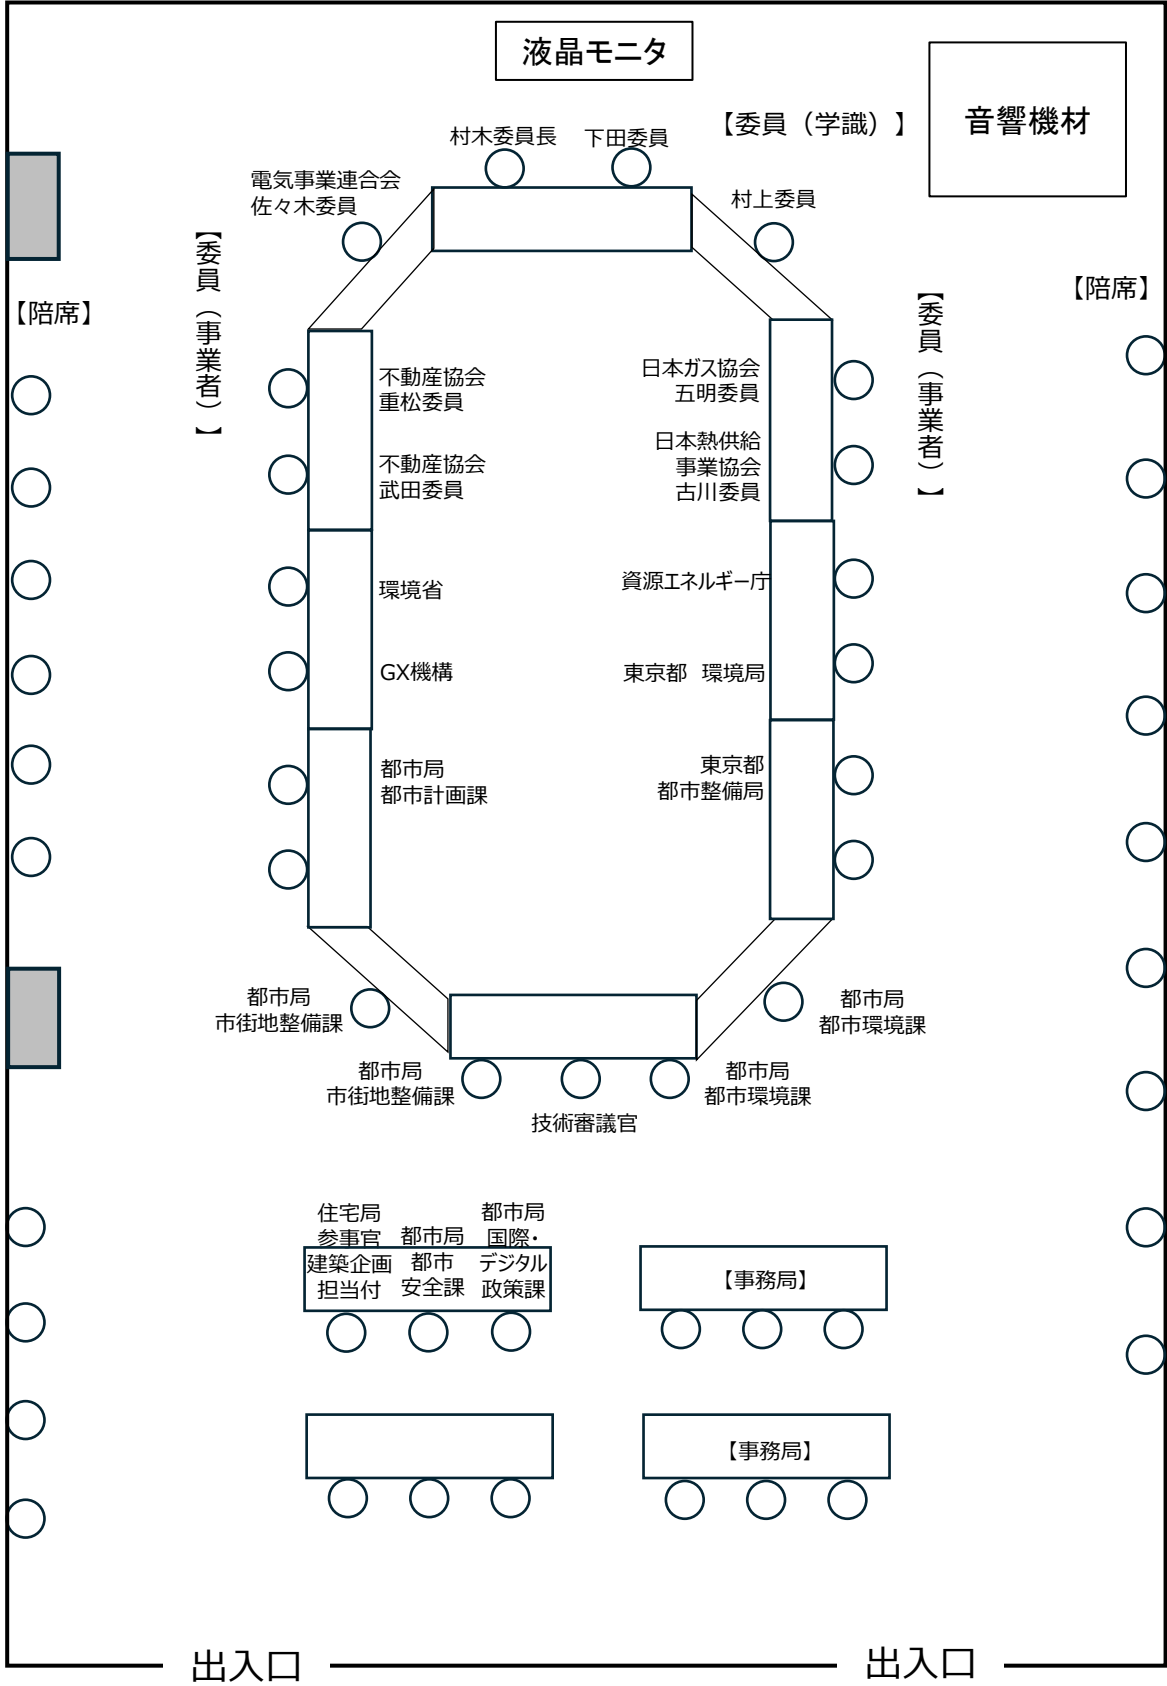 液晶モニタ
音響機材
【委員（学識）】
村木委員長
下田委員
電気事業連合会
佐々木委員
村上委員
【委員（事業者）】
【委員（事業者）】
【陪席】
【陪席】
不動産協会
重松委員
日本ガス協会
五明委員
不動産協会
武田委員
日本熱供給
事業協会
古川委員
環境省
資源エネルギー庁
GX機構
東京都　環境局
都市局
都市計画課
東京都
都市整備局
都市局
市街地整備課
都市局
都市環境課
都市局
市街地整備課
都市局
都市環境課
技術審議官
住宅局
参事官
建築企画
担当付
都市局
都市
安全課
都市局
国際・
デジタル
政策課
【事務局】
【事務局】
出入口
出入口